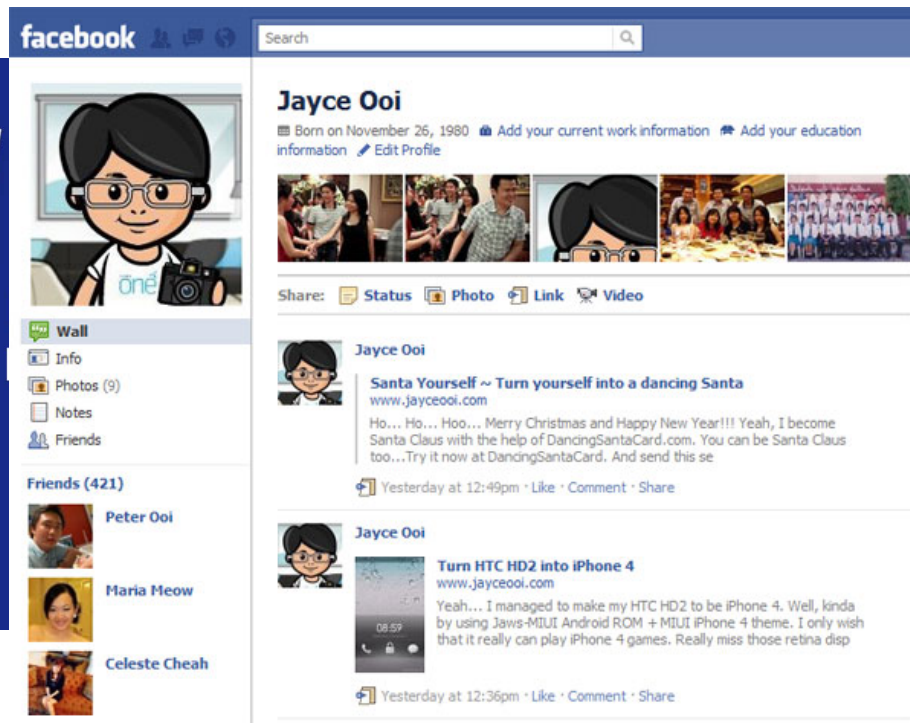 facebook
Search
Jayce Ooi
Born on November 26, 1980 Add your current work information Add your education
information Edit Profile
Share: Status Photo Link Video
one
Wall
Info
Photos (9)
Notes
Friends
Friends (421)
Peter Ooi
Maria Meow
Celeste Cheah
Jayce Ooi
Santa Yourself ~ Turn yourself into a dancing Santa
www.jayceooi.com
Ho... Ho... Hoo... Merry Christmas and Happy New Year!!! Yeah, I become
Santa Claus with the help of DancingSantaCard.com. You can be Santa Claus
too...Try it now at DancingSantaCard. And send this se
Yesterday at 12:49pm · Like · Comment · Share
Jayce Ooi
Turn HTC HD2 into iPhone 4
www.jayceooi.com
Yeah... I managed to make my HTC HD2 to be iPhone 4. Well, kinda
by using Jaws-MIUI Android ROM + MIUI iPhone 4 theme. I only wish
that it really can play iPhone 4 games. Really miss those retina disp
08:59
Yesterday at 12:36pm · Like · Comment · Share